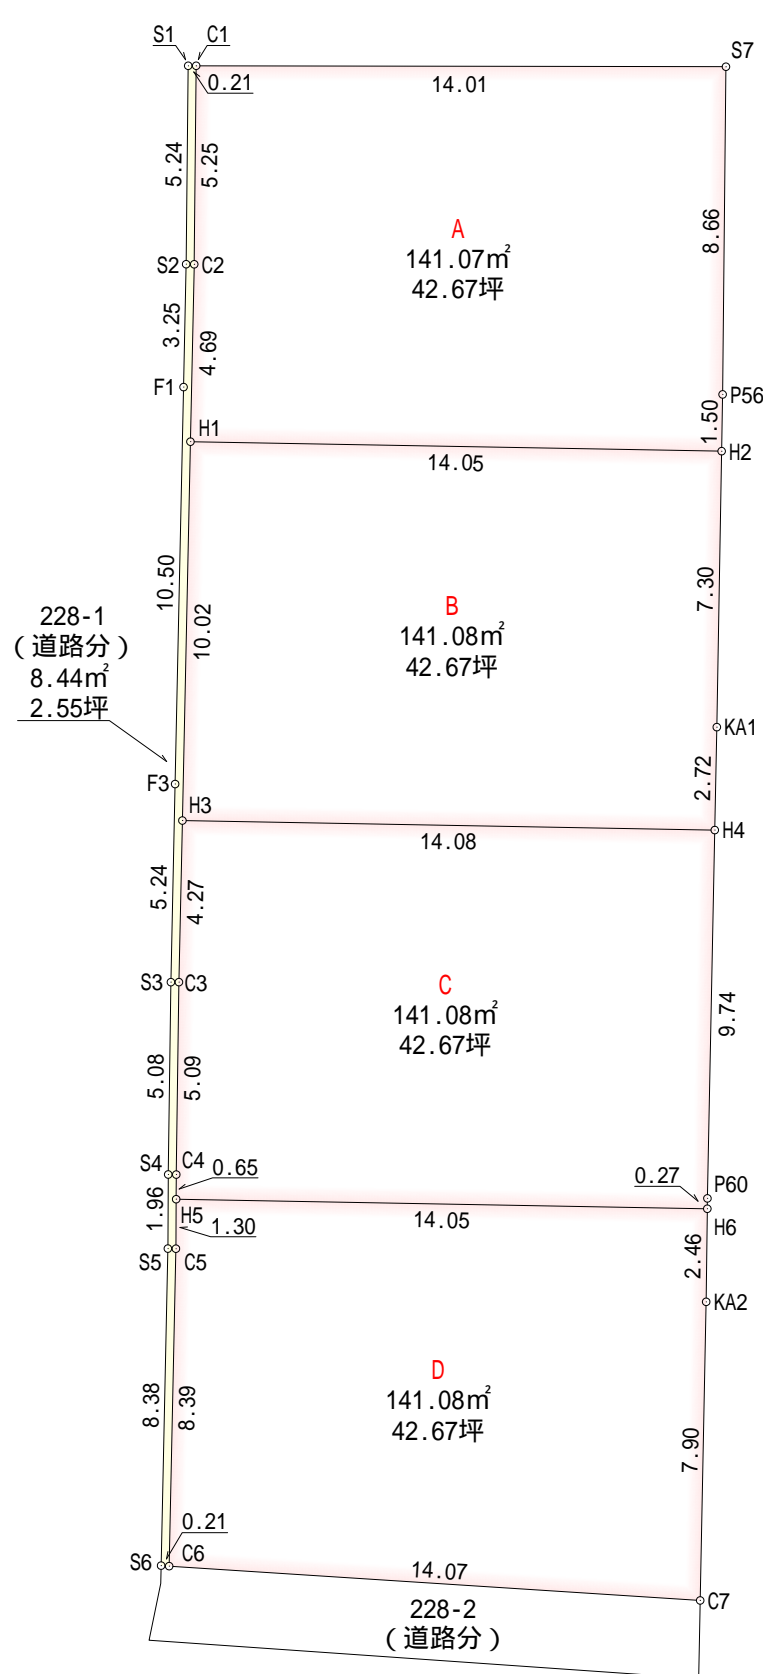 S1
C1
S7
0.21
14.01
5.24
5.25
8.66
A
141.07㎡
42.67坪
S2
C2
3.25
4.69
F1
P56
1.50
H1
H2
14.05
10.50
10.02
7.30
B
141.08㎡
42.67坪
228-1
（道路分）
8.44㎡
2.55坪
KA1
F3
2.72
H3
H4
14.08
5.24
4.27
S3
C3
C
141.08㎡
42.67坪
9.74
5.08
5.09
S4
C4
0.65
0.27
P60
1.96
H5
14.05
H6
1.30
S5
C5
2.46
KA2
D
141.08㎡
42.67坪
8.38
8.39
7.90
0.21
S6
C6
14.07
C7
228-2
（道路分）